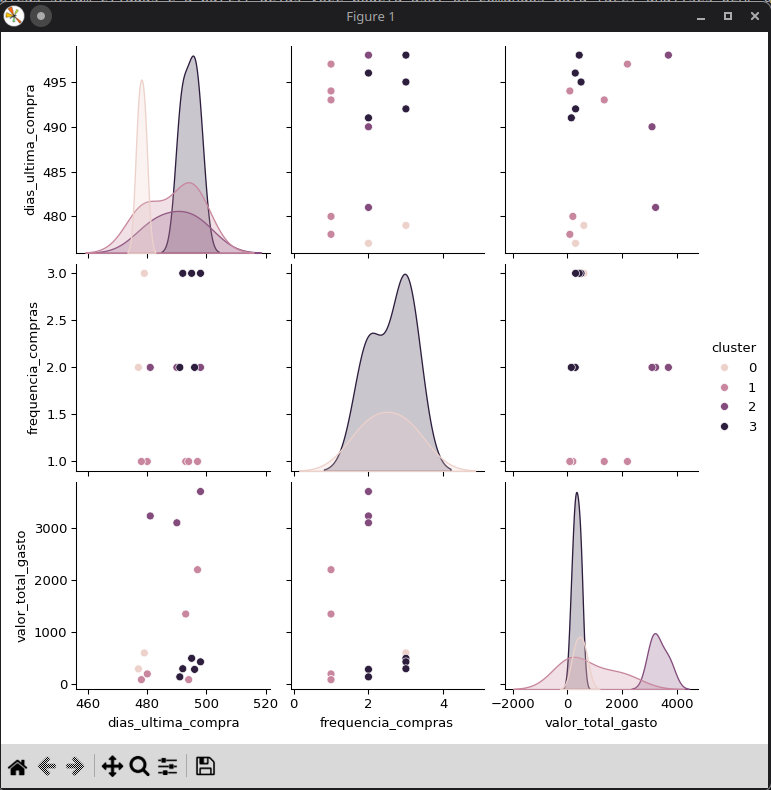 Figure 1
dias_ultima_compra
495
490
485
480
frequencia_compras
3.0
2.5
2.0
1.5
1.0
cluster
0
1
2
3
valor_total_gasto
3000
2000
1000
0
460 480 500 520
0 2 4
−2000 0 2000 4000
dias_ultima_compra
frequencia_compras
valor_total_gasto